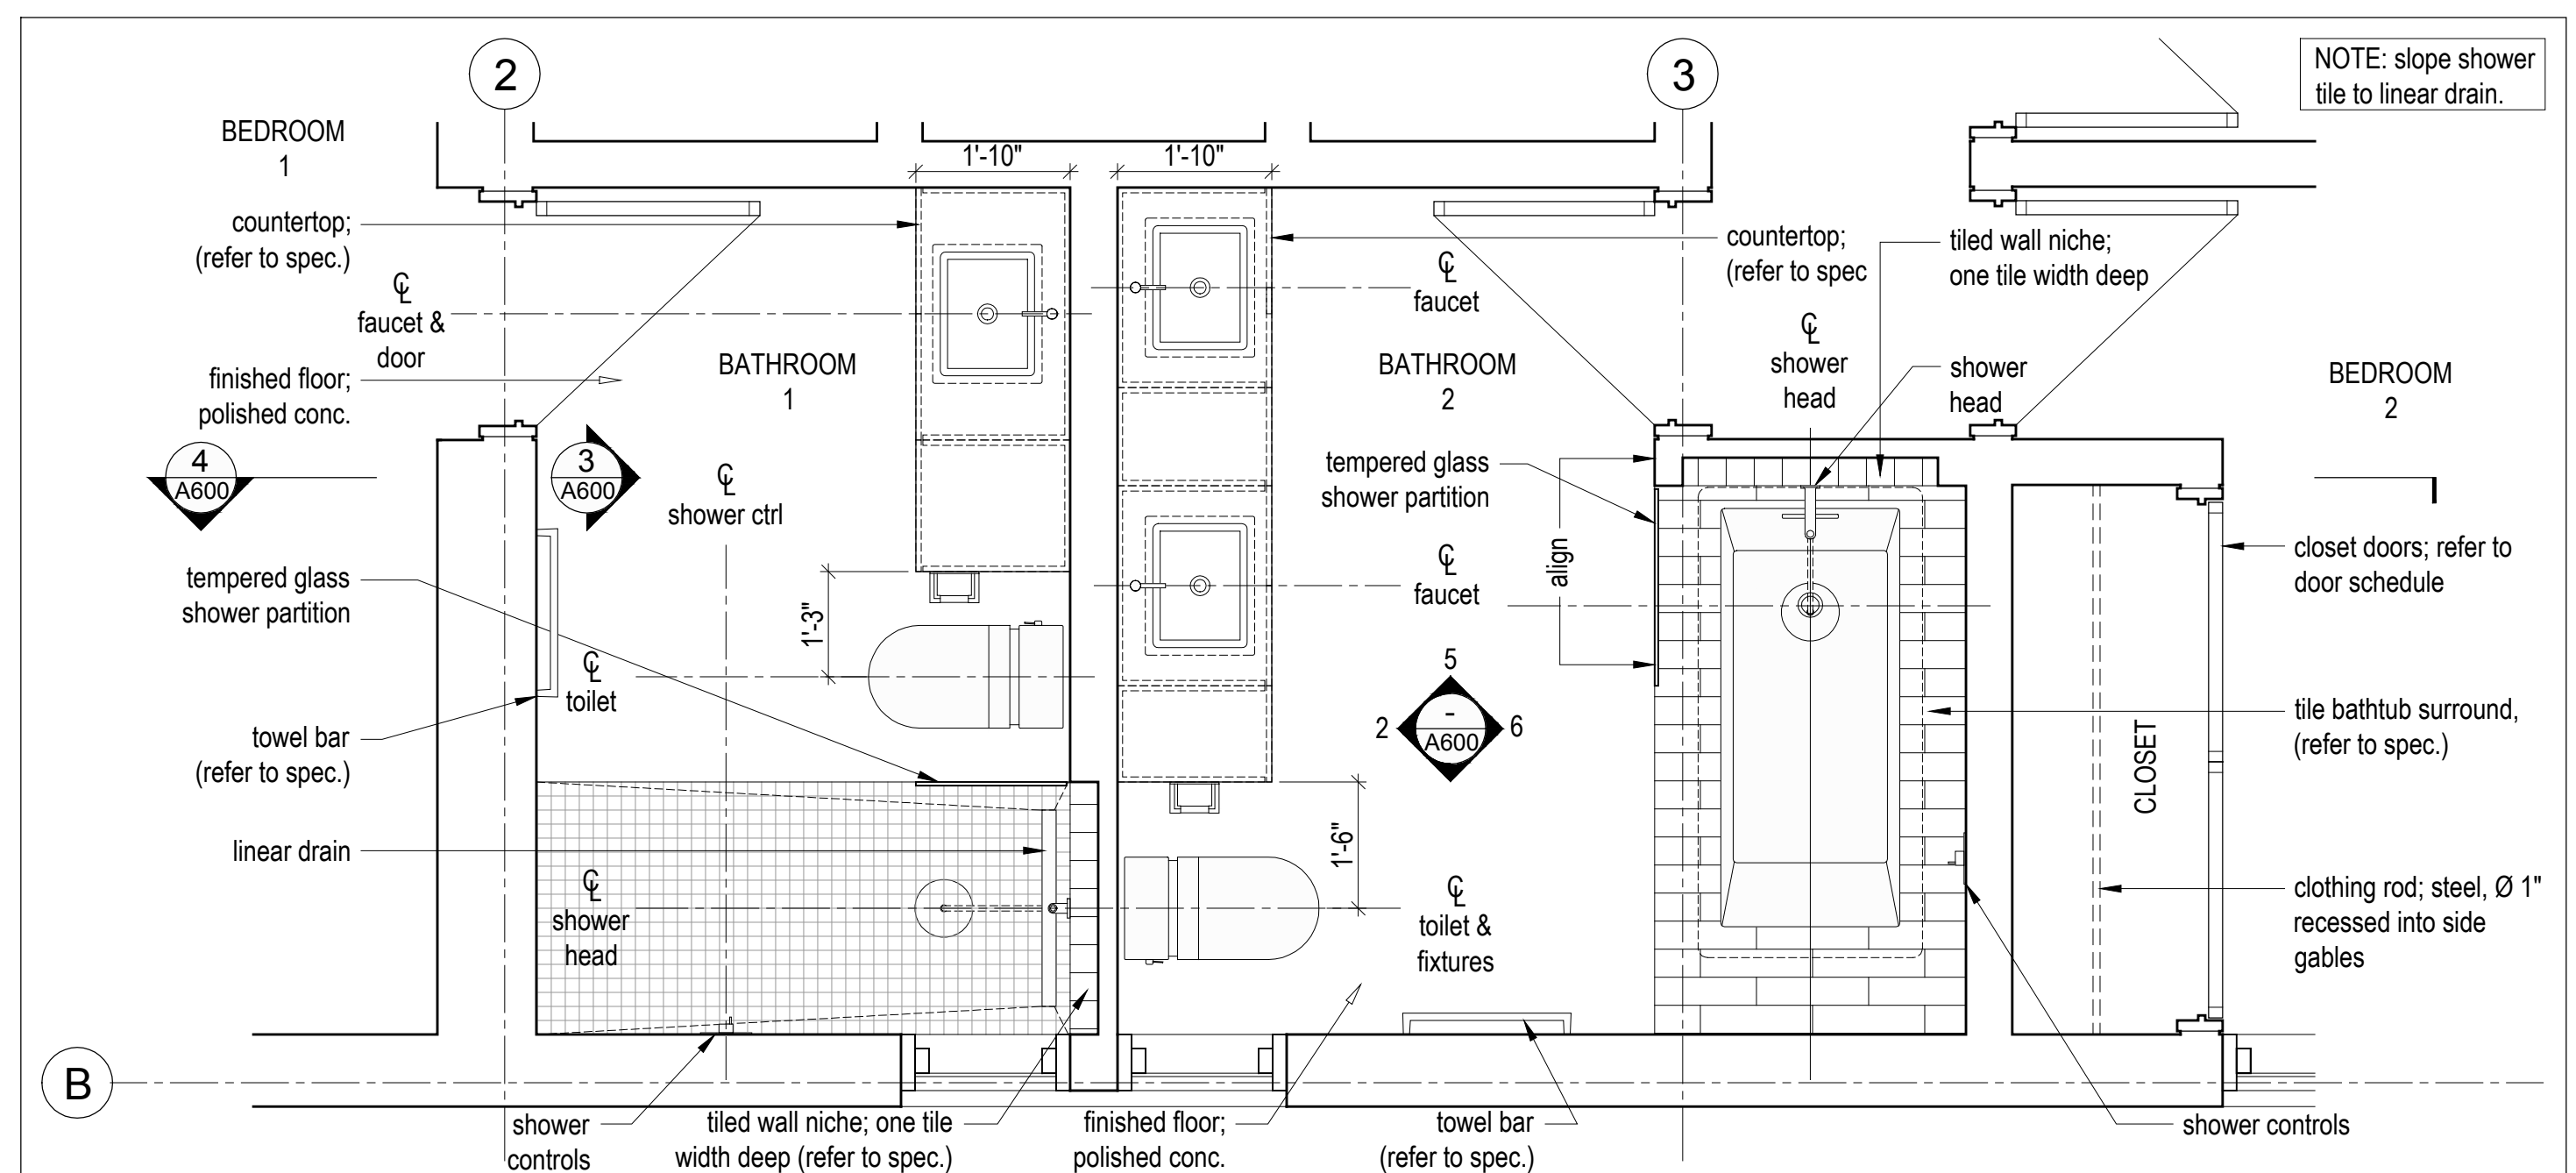 2
3
NOTE: slope shower
tile to linear drain.
BEDROOM
1
1'-10"
1'-10"
countertop;
(refer to spec.)
℄
faucet &
door
finished floor;
polished conc.
BATHROOM
1
℄
faucet
countertop;
(refer to spec
tiled wall niche;
one tile width deep
℄
shower
head
shower
head
BATHROOM
2
BEDROOM
2
4
A600
3
A600
℄
shower ctrl
tempered glass
shower partition
align
closet doors; refer to
door schedule
tempered glass
shower partition
1'-3"
℄
faucet
℄
toilet
5
2
-
A600
6
towel bar
(refer to spec.)
CLOSET
tile bathtub surround,
(refer to spec.)
linear drain
℄
shower
head
1'-6"
℄
toilet &
fixtures
clothing rod; steel, Ø 1"
recessed into side
gables
B
shower
controls
tiled wall niche; one tile
width deep (refer to spec.)
finished floor;
polished conc.
towel bar
(refer to spec.)
shower controls